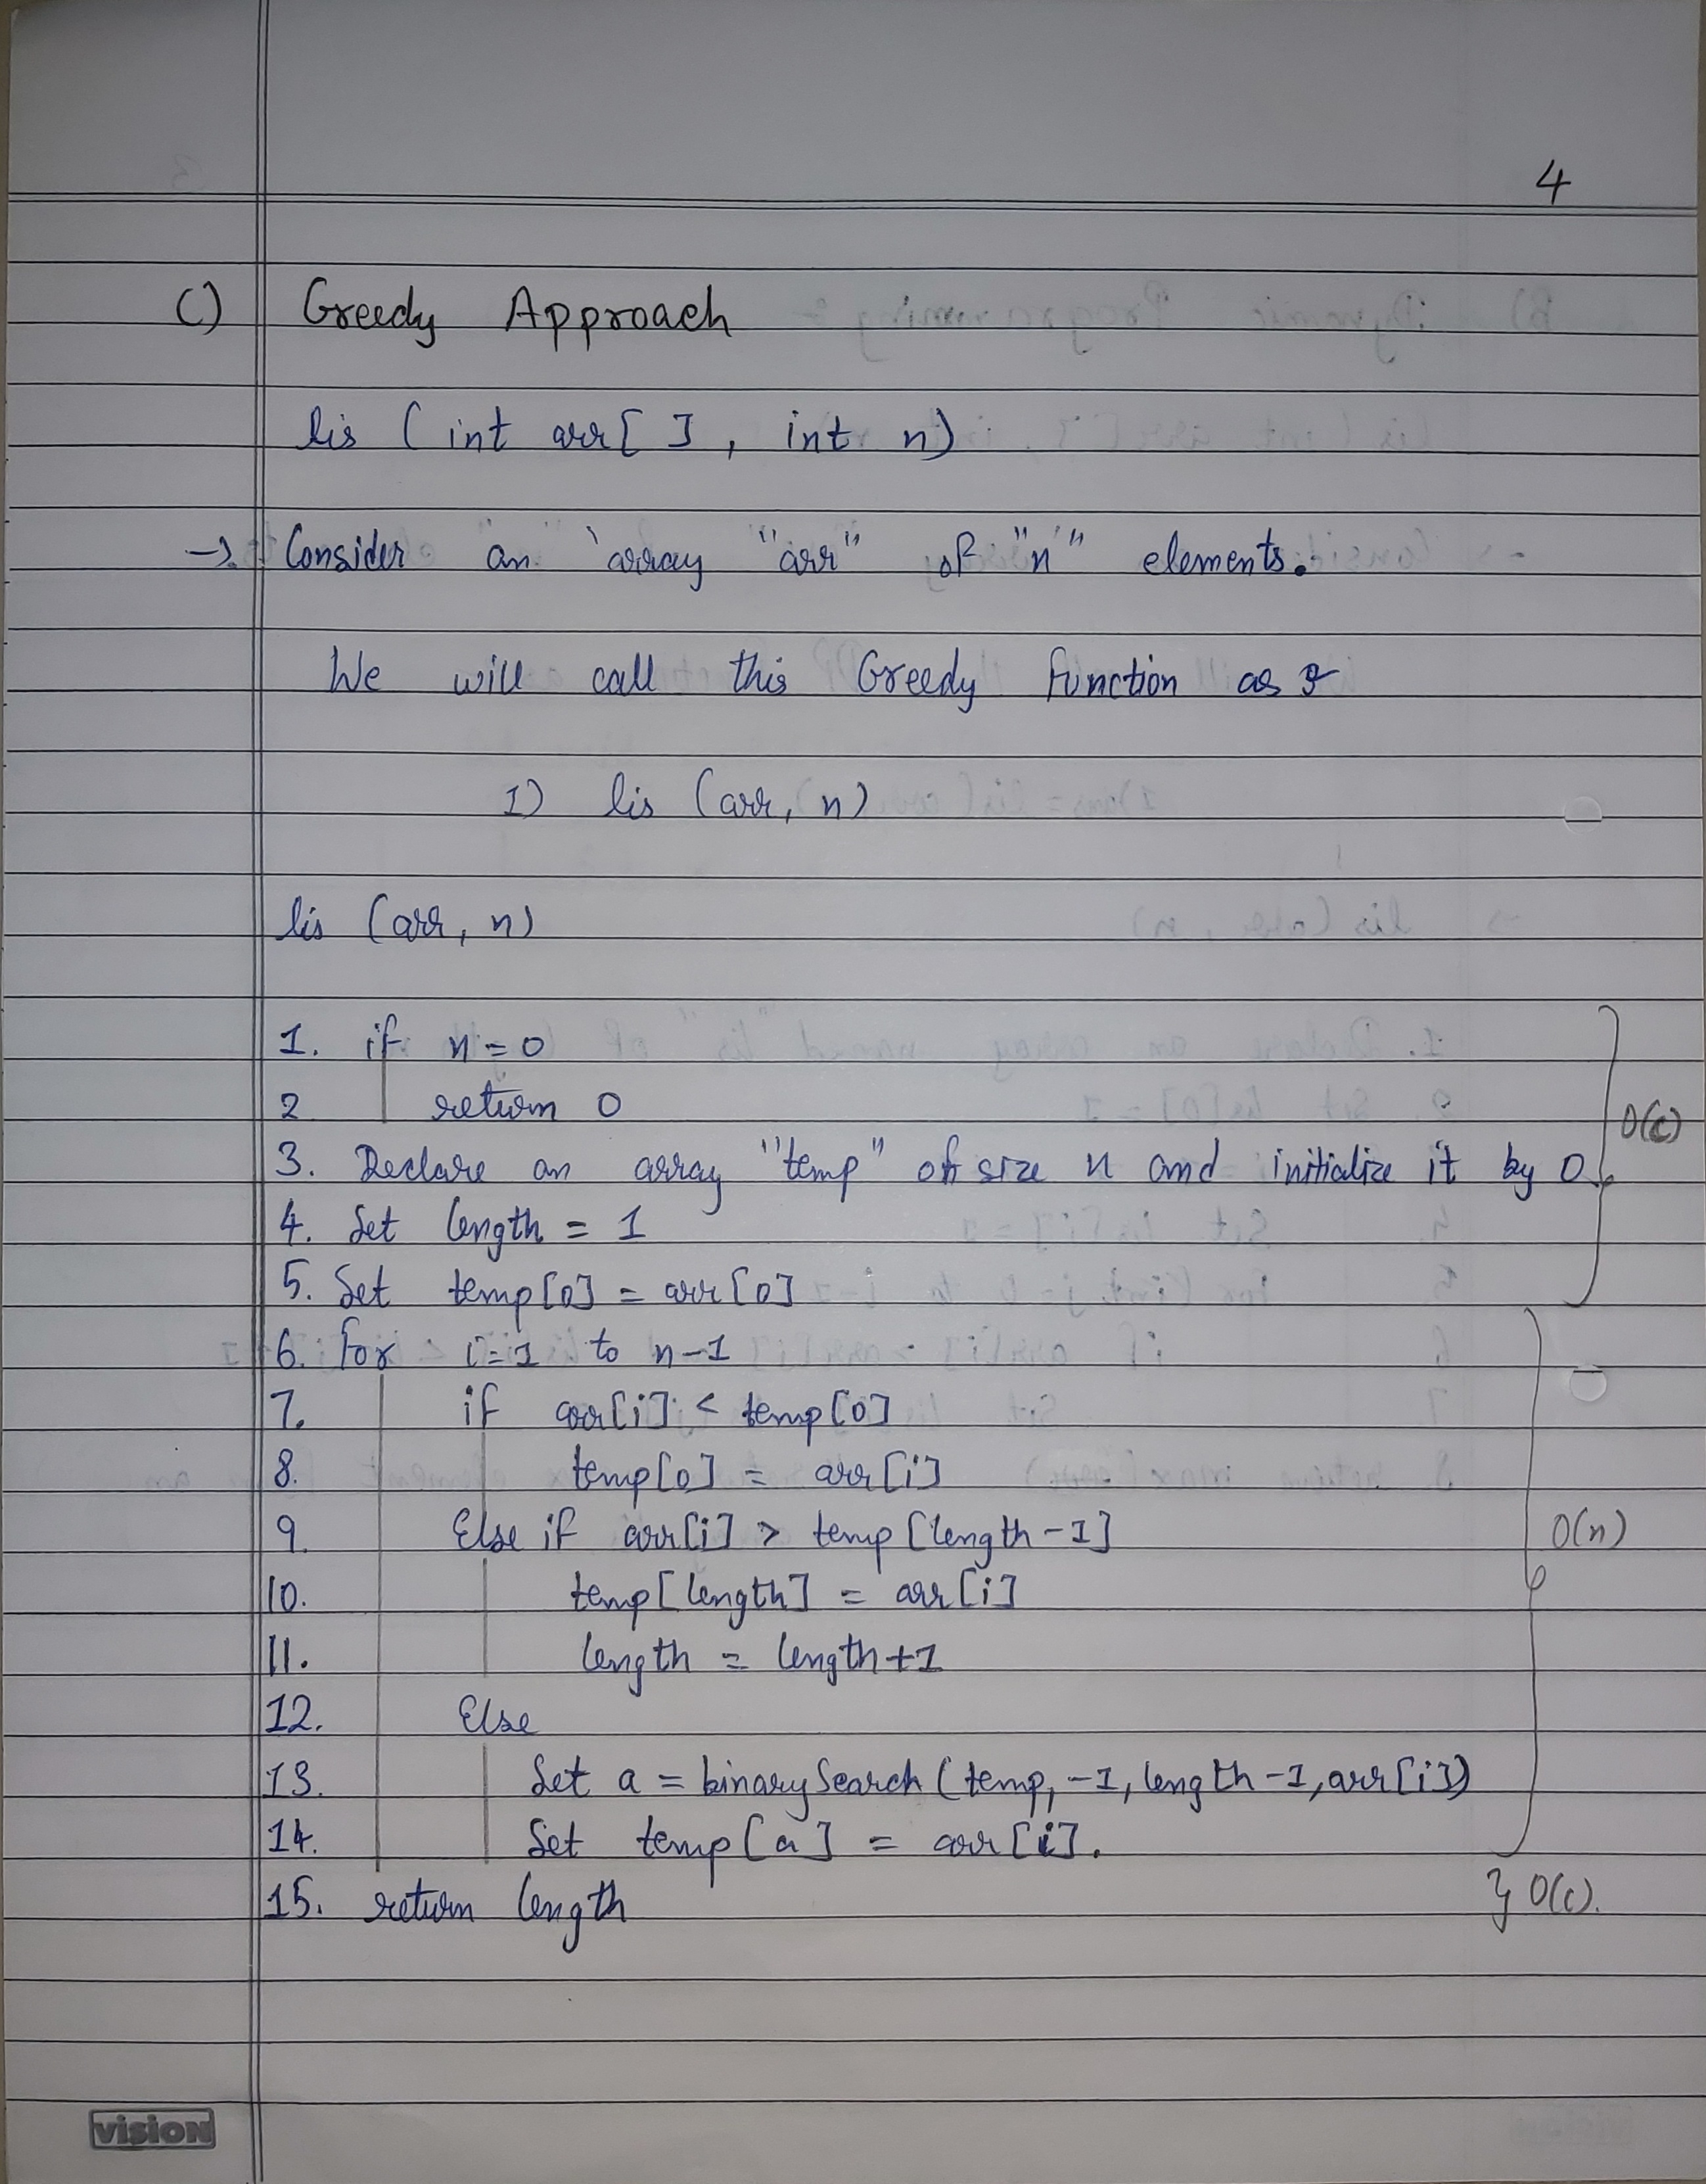 4
C) Greedy Approach
lis (int arr[ ], int n)
→ Consider an array "arr" of "n" elements.
We will call this Greedy function as :-
1) lis (arr, n)
lis (arr, n)
1. if n = 0
2 return 0
3. Declare an array "temp" of size n and initialize it by 0.
O(c)
4. Set length = 1
5. Set temp[0] = arr[0]
6. For i=1 to n-1
7. if arr[i] < temp[0]
8. temp[0] = arr[i]
9. Else if arr[i] > temp[length-1]
O(n)
10. temp[length] = arr[i]
11. length = length+1
12. Else
13. Set a = binarySearch(temp, -1, length-1, arr[i])
14. Set temp[a] = arr[i].
15. return length } O(c).
vision